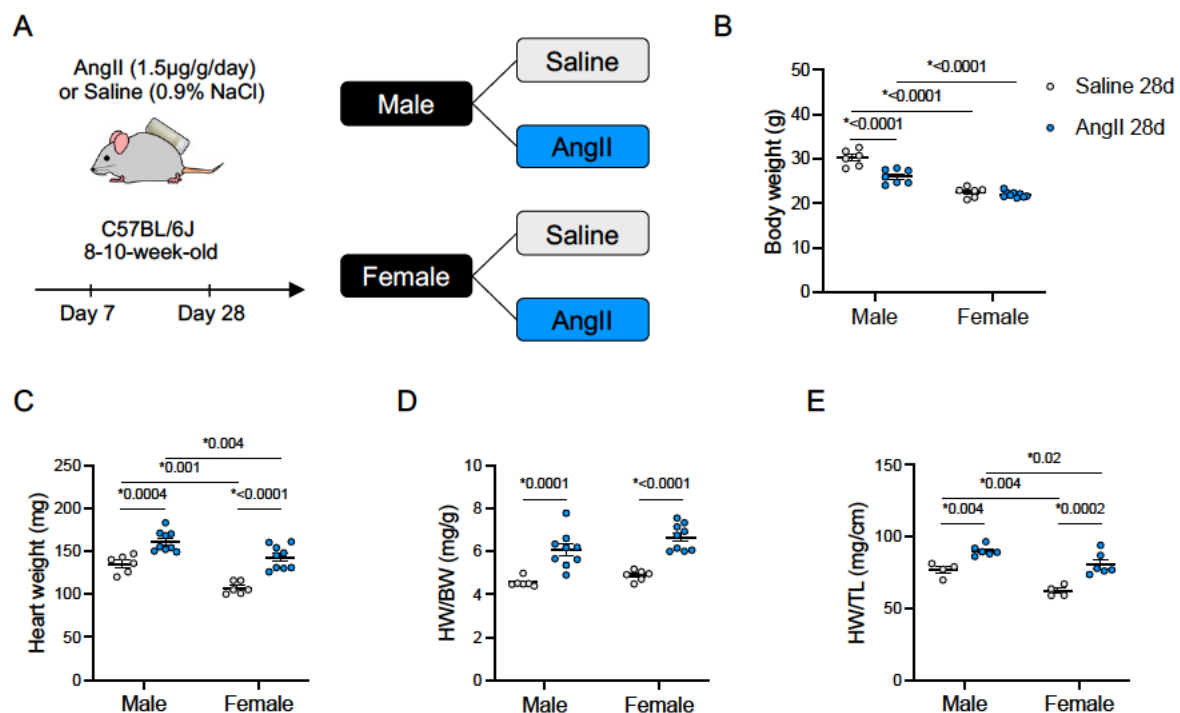 A
AngII (1.5µg/g/day)
or Saline (0.9% NaCl)
C57BL/6J
8-10-week-old
Day 7
Day 28
Male
Saline
AngII
Female
Saline
AngII
B
Body weight (g)
50
40
30
20
10
0
*<0.0001
*<0.0001
*<0.0001
Male
Female
Saline 28d
AngII 28d
C
Heart weight (mg)
250
200
150
100
50
0
*0.004
*0.001
*0.0004
*<0.0001
Male
Female
D
HW/BW (mg/g)
10
8
6
4
2
0
*0.0001
*<0.0001
Male
Female
E
HW/TL (mg/cm)
150
100
50
0
*0.02
*0.004
*0.004
*0.0002
Male
Female